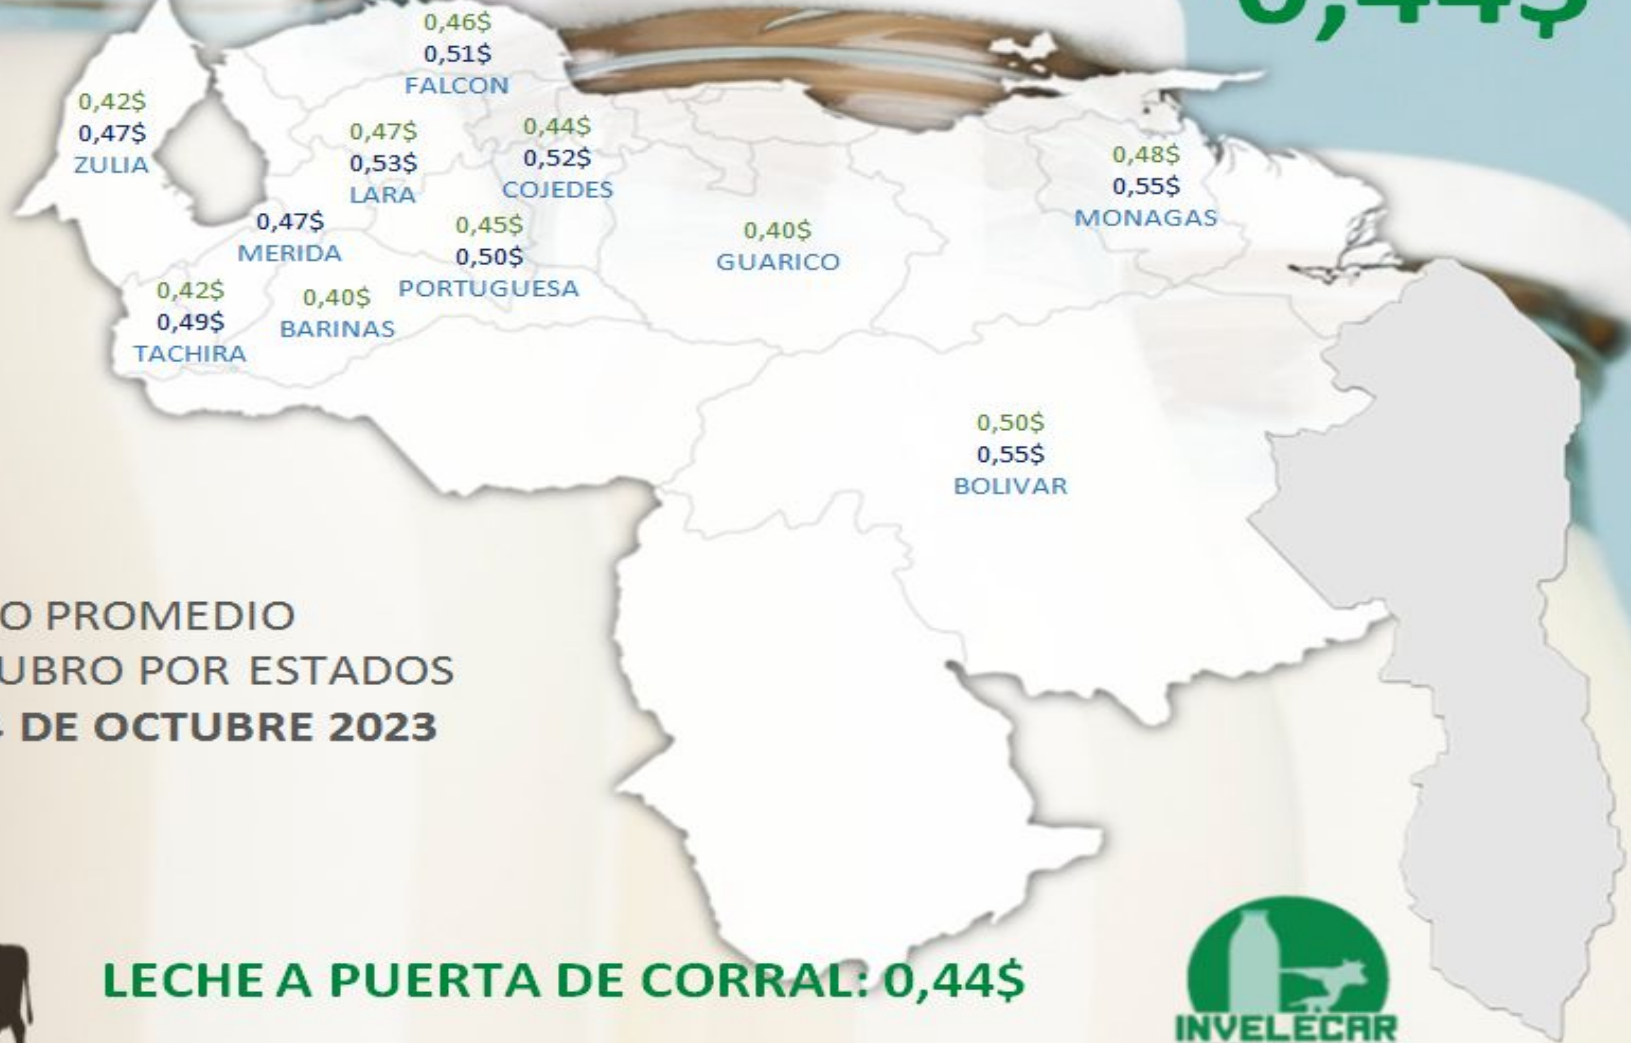 0,44$
0,46$
0,51$
FALCON
0,42$
0,47$
ZULIA
0,47$
0,53$
LARA
0,44$
0,52$
COJEDES
0,48$
0,55$
MONAGAS
0,47$
MERIDA
0,45$
0,50$
PORTUGUESA
0,40$
GUARICO
0,42$
0,49$
TACHIRA
0,40$
BARINAS
0,50$
0,55$
BOLIVAR
O PROMEDIO
UBRO POR ESTADOS
DE OCTUBRE 2023
LECHE A PUERTA DE CORRAL: 0,44$
INVELECAR